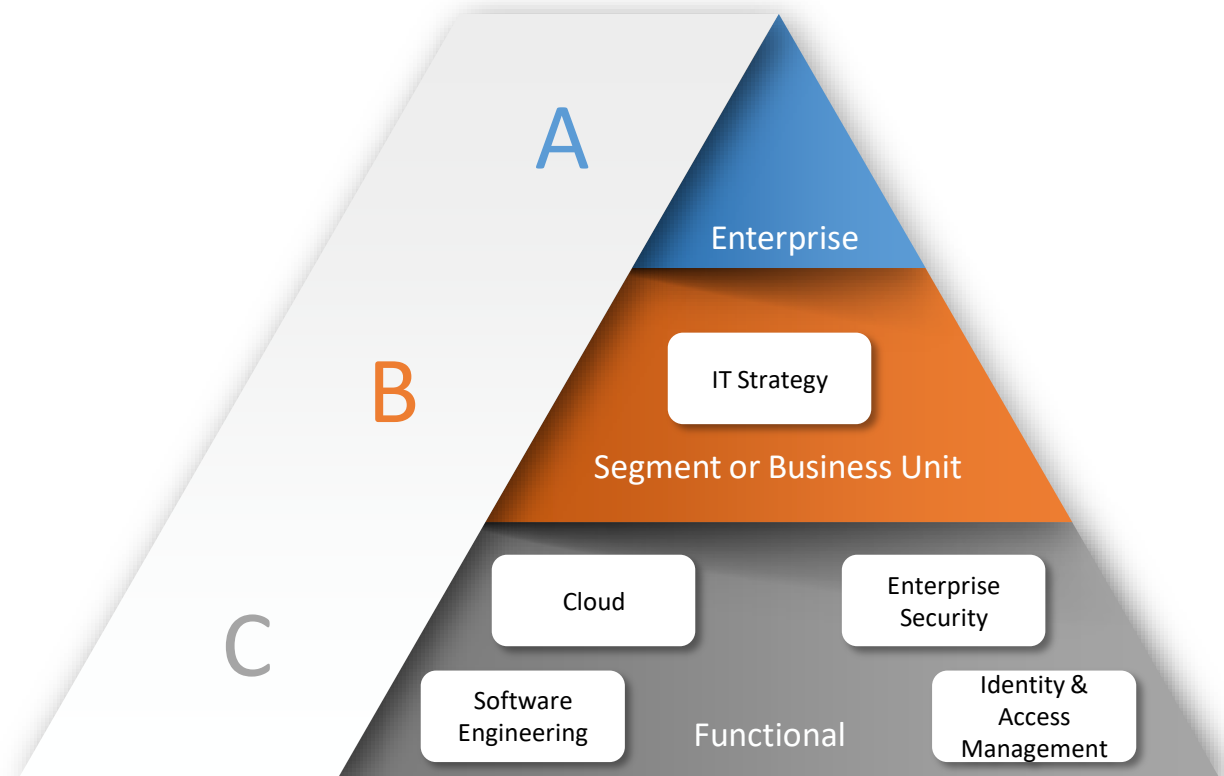 A
Enterprise
B
IT Strategy
Segment or Business Unit
C
Cloud
Enterprise
Security
Software
Engineering
Functional
Identity &
Access
Management